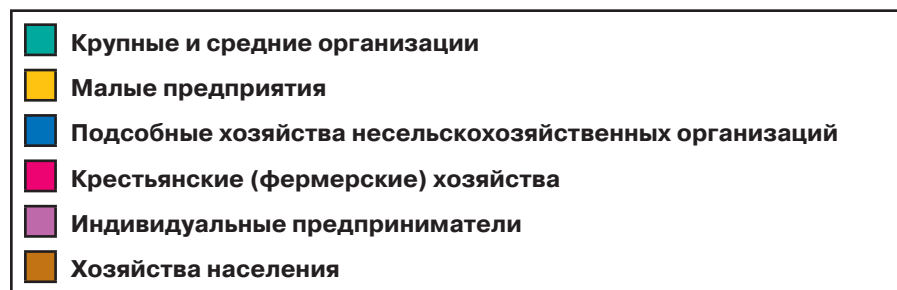 Крупные и средние организации
Малые предприятия
Подсобные хозяйства несельскохозяйственных организаций
Крестьянские (фермерские) хозяйства
Индивидуальные предприниматели
Хозяйства населения